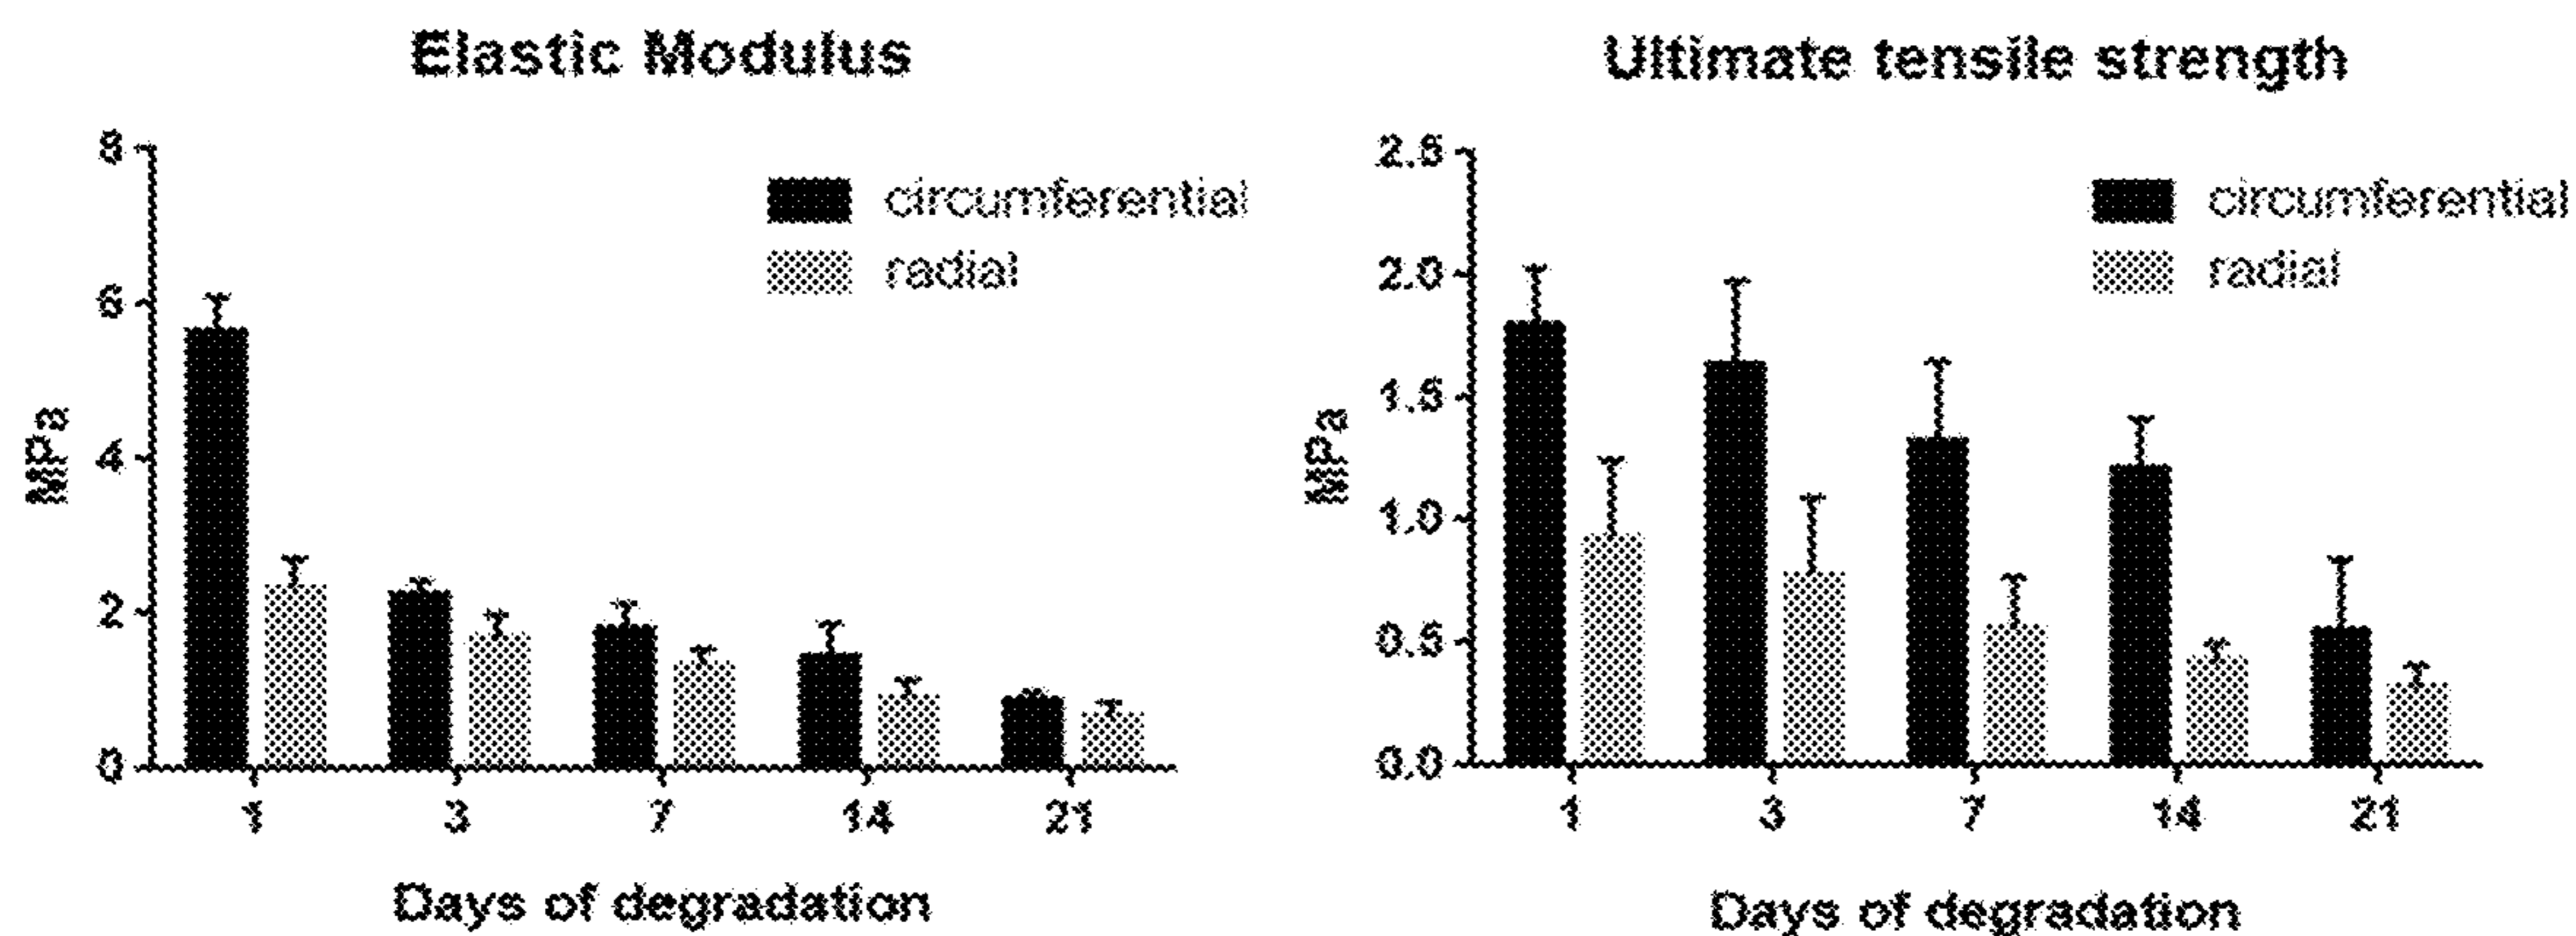 Elastic Modulus
8
6
4
2
0
MPa
circumferential
radial
1 3 7 14 21
Days of degradation
Ultimate tensile strength
2.5
2.0
1.5
1.0
0.5
0.0
MPa
circumferential
radial
1 3 7 14 21
Days of degradation